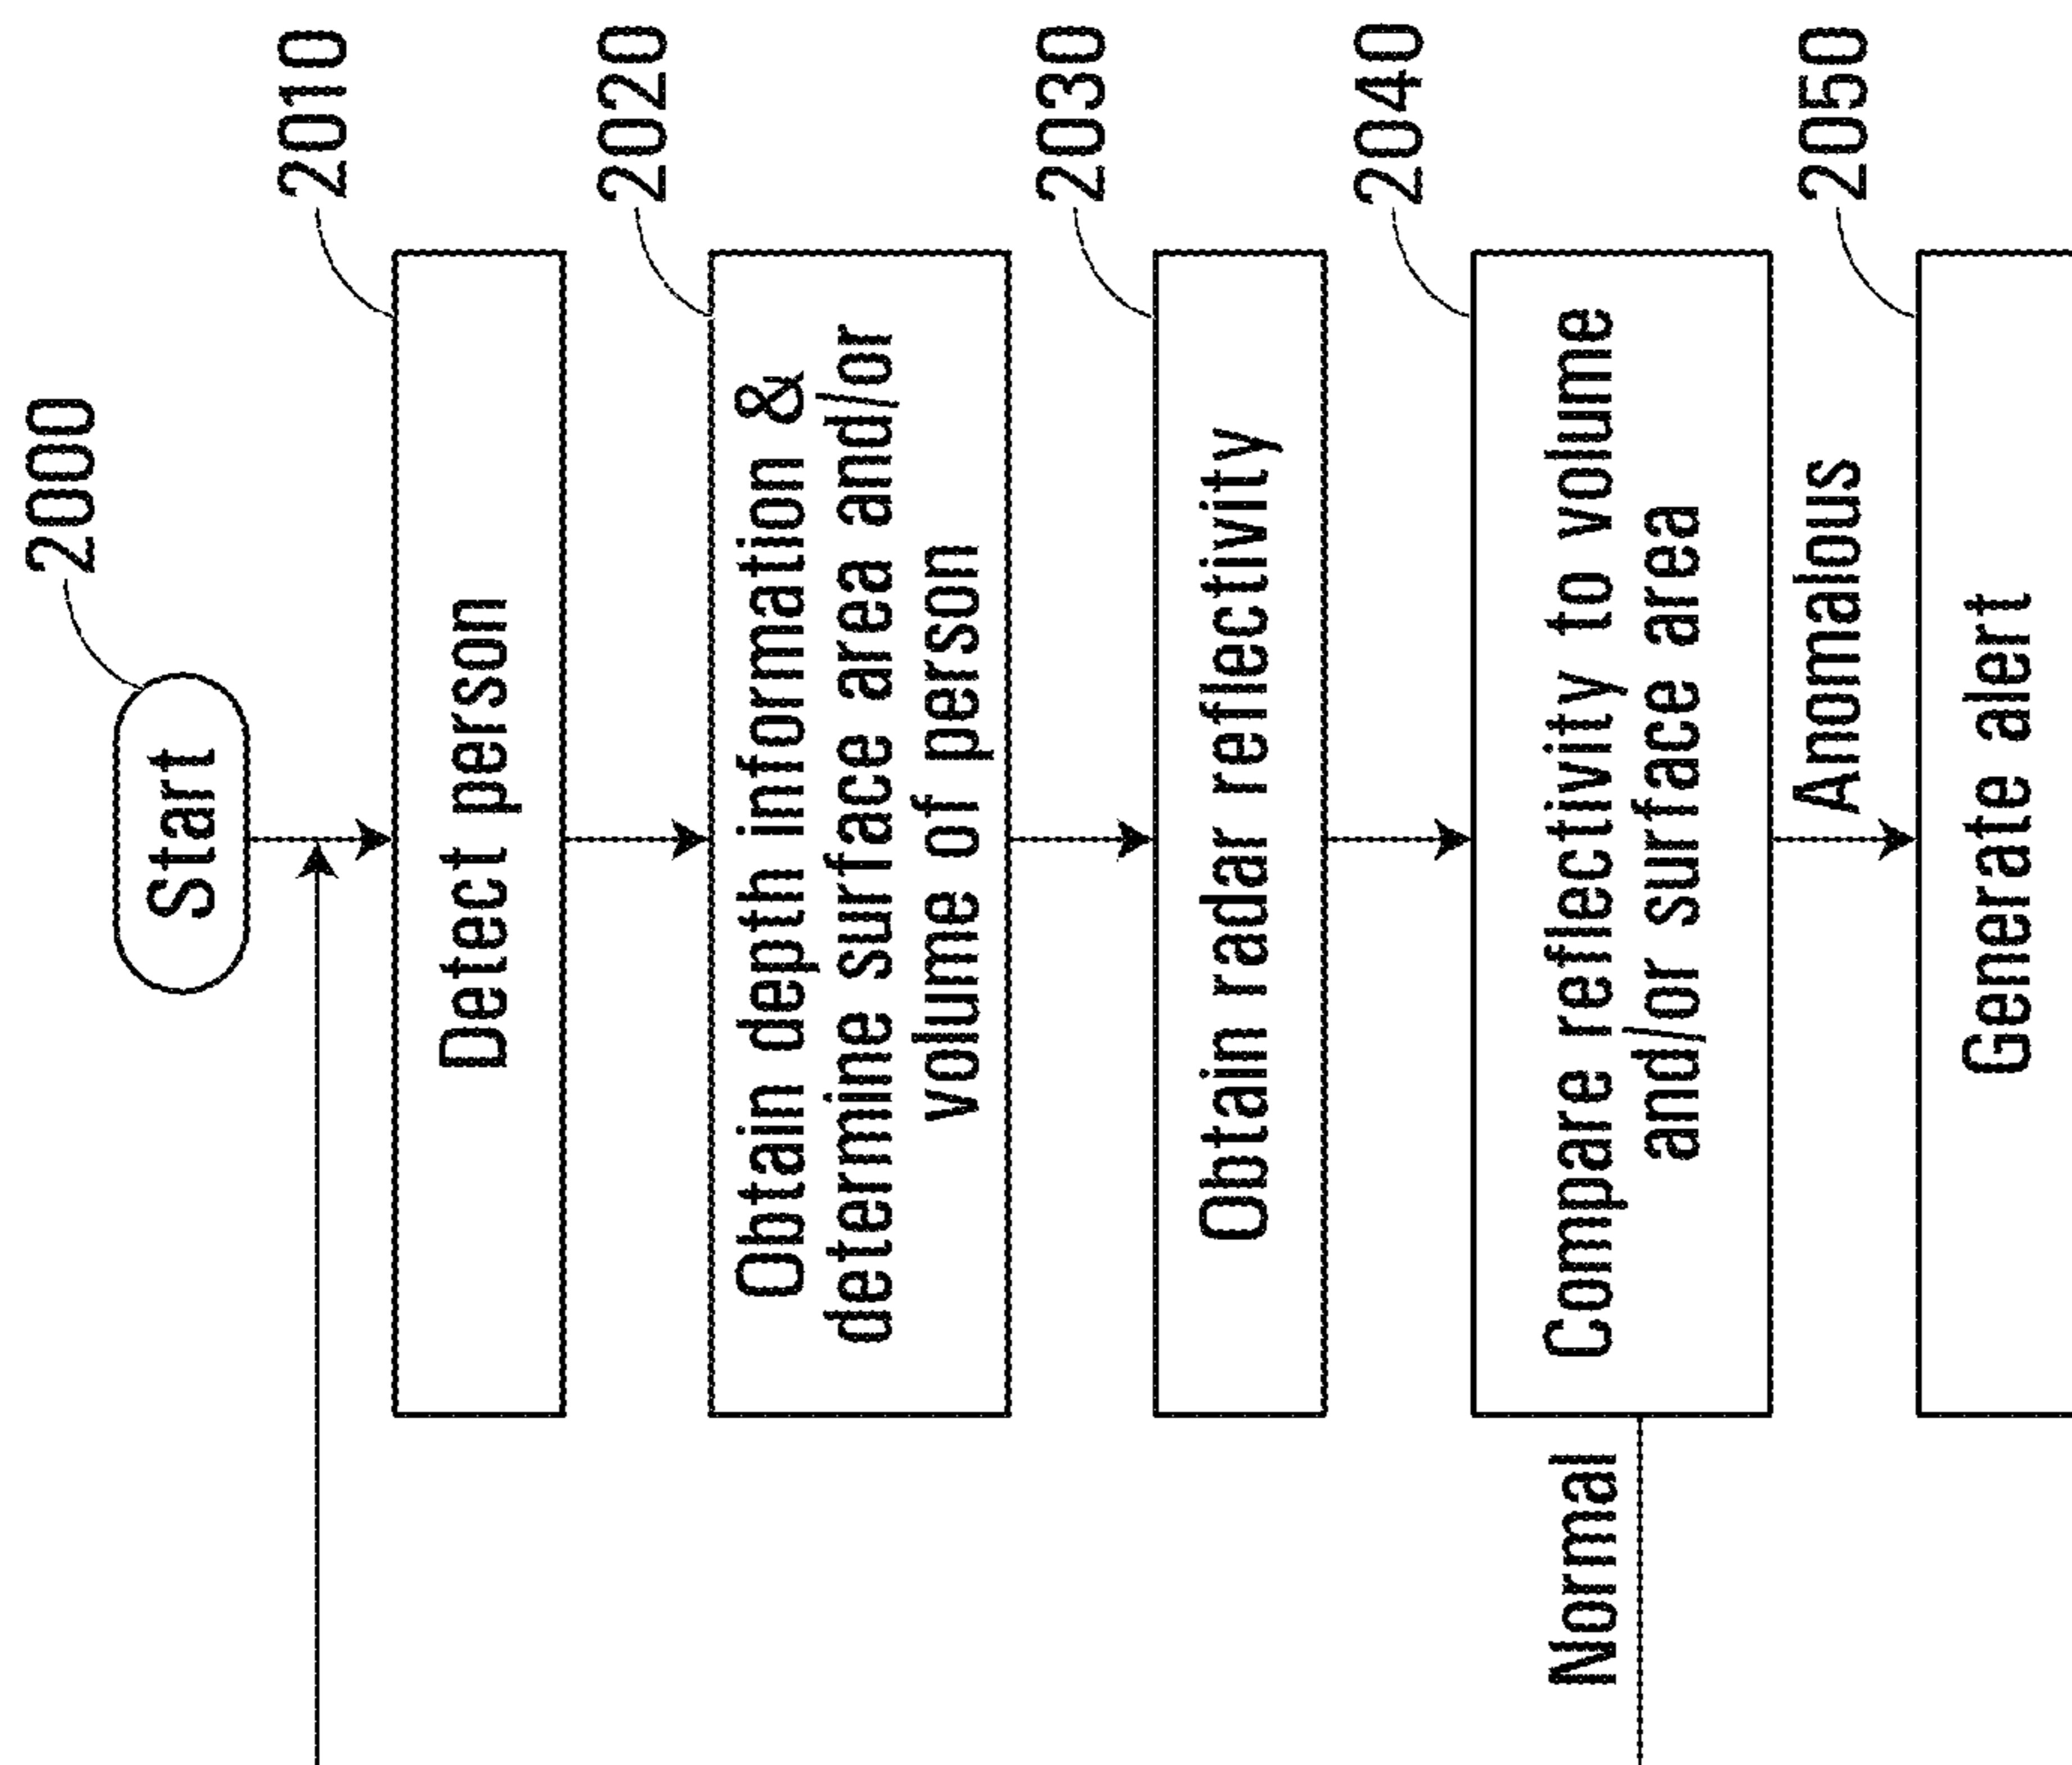 2000
Start
2010
Detect person
2020
Obtain depth information &
determine surface area and/or
volume of person
2030
Obtain radar reflectivity
2040
Compare reflectivity to volume
and/or surface area
Normal
Anomalous
2050
Generate alert